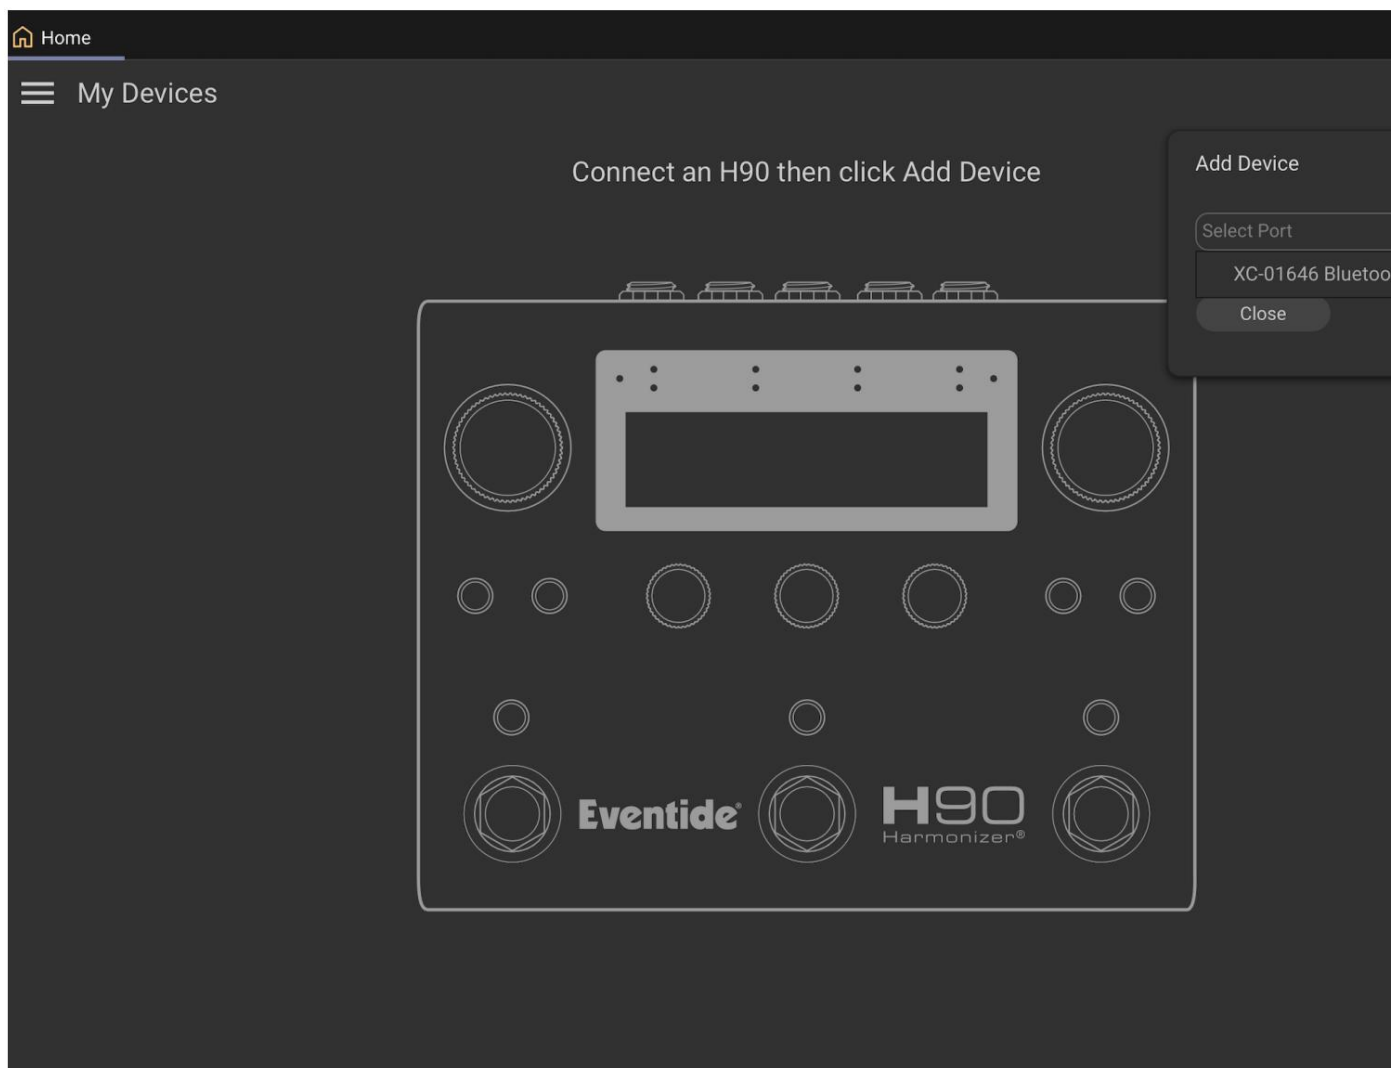 Home
My Devices
Connect an H90 then click Add Device
Add Device
Select Port
XC-01646 Bluetoo
Close
Eventide®
H90
Harmonizer®